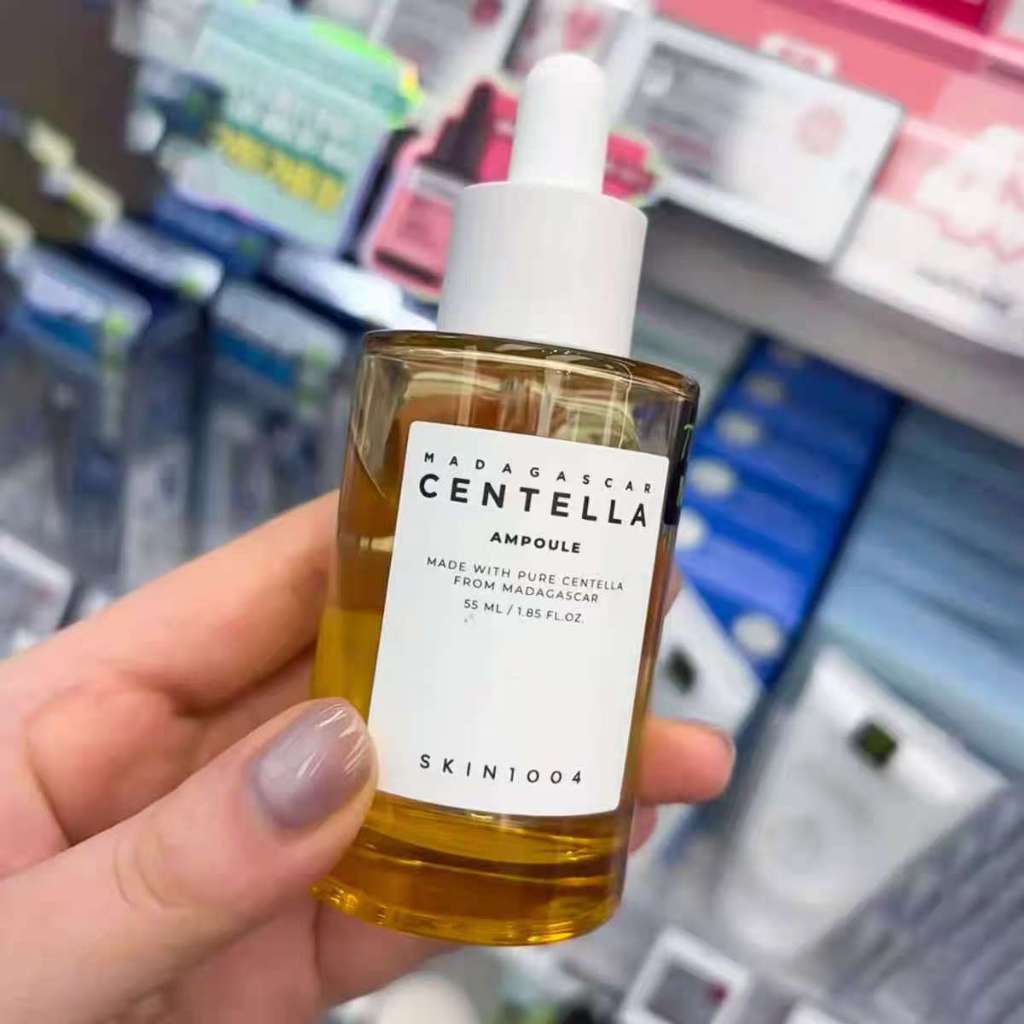 MADAGASCAR
CENTELLA
AMPOULE
MADE WITH PURE CENTELLA
FROM MADAGASCAR
55 ML / 1.85 FL.OZ.
SKIN1004